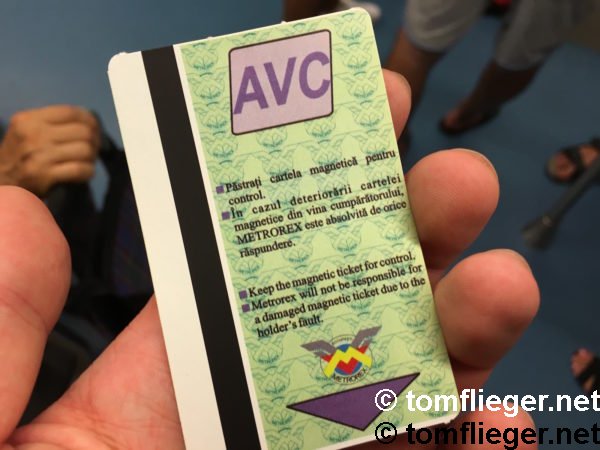 AVC
Păstrați cartela magnetică pentru
control.
În cazul deteriorării cartelei
magnetice din vina cumpărătorului,
METROREX este absolvită de orice
răspundere.
Keep the magnetic ticket for control.
Metrorex will not be responsible for
a damaged magnetic ticket due to the
holder's fault.
M
METROREX
© tomflieger.net
© tomflieger.net